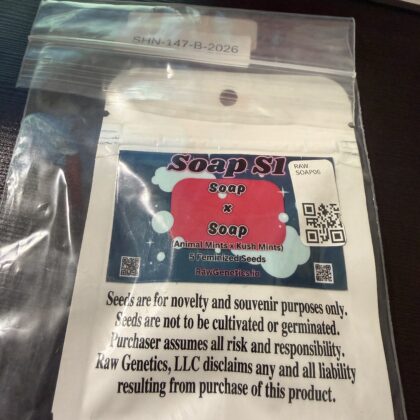 SHN-147-B-2026
Soap S1
RAW
SOAP06
Soap
x
Soap
(Animal Mints x Kush Mints)
5 Feminized Seeds
RawGenetics.io
Seeds are for novelty and souvenir purposes only.
Seeds are not to be cultivated or germinated.
Purchaser assumes all risk and responsibility.
Raw Genetics, LLC disclaims any and all liability
resulting from purchase of this product.